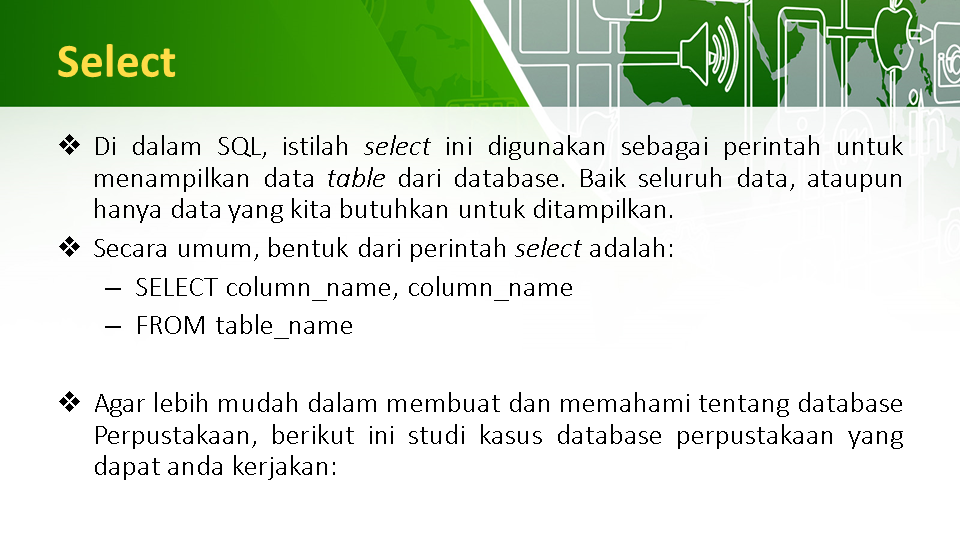 Select
❖ Di dalam SQL, istilah select ini digunakan sebagai perintah untuk
menampilkan data table dari database. Baik seluruh data, ataupun
hanya data yang kita butuhkan untuk ditampilkan.
❖ Secara umum, bentuk dari perintah select adalah:
– SELECT column_name, column_name
– FROM table_name
❖ Agar lebih mudah dalam membuat dan memahami tentang database
Perpustakaan, berikut ini studi kasus database perpustakaan yang
dapat anda kerjakan: